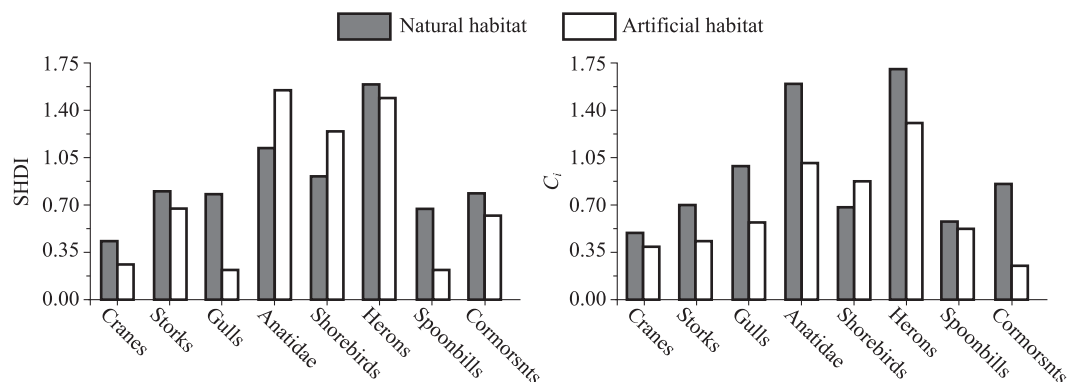 Natural habitat
Artificial habitat
SHDI
1.75
1.40
1.05
0.70
0.35
0.00
Cranes
Storks
Gulls
Anatidae
Shorebirds
Herons
Spoonbills
Cormorsnts
C_i
1.75
1.40
1.05
0.70
0.35
0.00
Cranes
Storks
Gulls
Anatidae
Shorebirds
Herons
Spoonbills
Cormorsnts